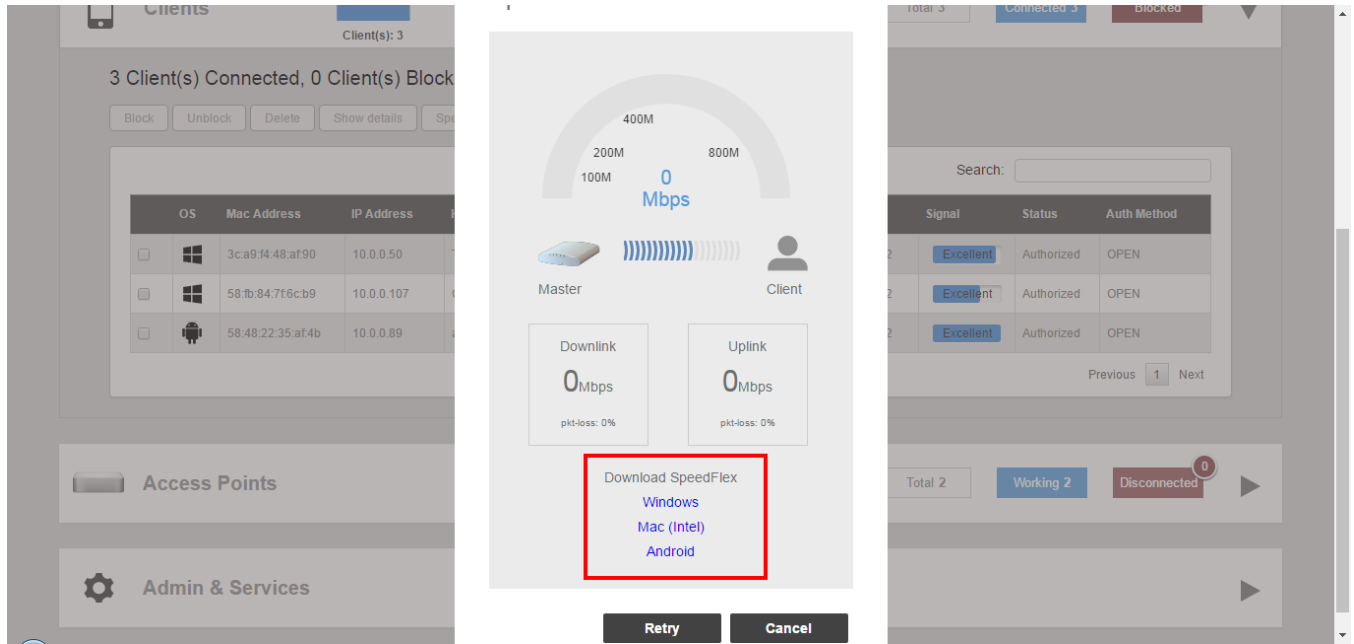 Clients
Client(s): 3
Total 3
Connected 3
Blocked
3 Client(s) Connected, 0 Client(s) Block
Block Unblock Delete Show details Spe
Search:
OS Mac Address IP Address Signal Status Auth Method
3c:a9:f4:48:af:90 10.0.0.50 2 Excellent Authorized OPEN
58:fb:84:7f:6c:b9 10.0.0.107 2 Excellent Authorized OPEN
58:48:22:35:af:4b 10.0.0.89 2 Excellent Authorized OPEN
Previous 1 Next
400M
200M 800M
100M 0
Mbps
Master Client
Downlink Uplink
0Mbps 0Mbps
pkt-loss: 0% pkt-loss: 0%
Download SpeedFlex
Windows
Mac (Intel)
Android
Retry Cancel
Access Points
Total 2 Working 2 Disconnected 0
Admin & Services